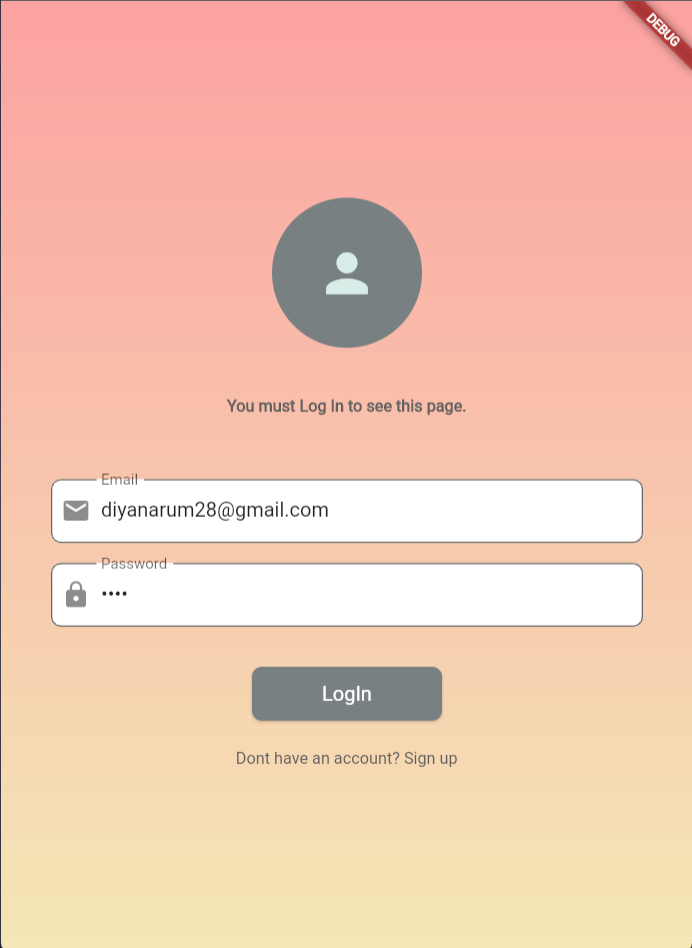 DEBUG
You must Log In to see this page.
Email
diyanarum28@gmail.com
Password
••••
LogIn
Dont have an account? Sign up